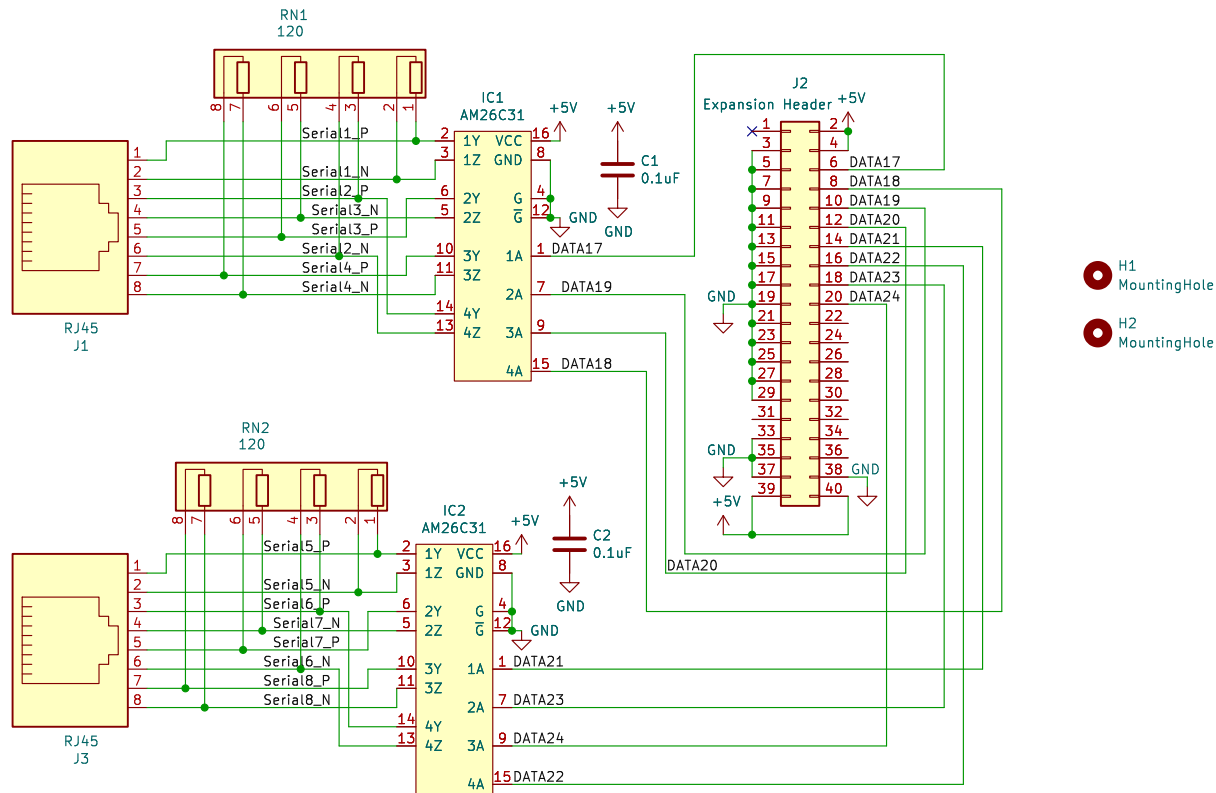 RN1
120
8 7 6 5 4 3 2 1
J2
Expansion Header
+5V
IC1
AM26C31
+5V
+5V
C1
0.1uF
GND
RJ45
J1
1
2
3
4
5
6
7
8
Serial1_P
Serial1_N
Serial2_P
Serial3_N
Serial3_P
Serial2_N
Serial4_P
Serial4_N
2 1Y VCC 16
3 1Z GND 8
6 2Y G 4
5 2Z G 12 GND
10 3Y 1A 1 DATA17
11 3Z
14 4Y 2A 7 DATA19
13 4Z 3A 9
4A 15 DATA18
1 2
3 4
5 6 DATA17
7 8 DATA18
9 10 DATA19
11 12 DATA20
13 14 DATA21
15 16 DATA22
17 18 DATA23
GND 19 20 DATA24
21 22
23 24
25 26
27 28
29 30
31 32
33 34
GND 35 36
37 38 GND
39 40
+5V
DATA20
H1
MountingHole
H2
MountingHole
RN2
120
8 7 6 5 4 3 2 1
IC2
AM26C31
+5V
+5V
C2
0.1uF
GND
1
2
3
4
5
6
7
8
RJ45
J3
Serial5_P
Serial5_N
Serial6_P
Serial7_N
Serial7_P
Serial6_N
Serial8_P
Serial8_N
2 1Y VCC 16
3 1Z GND 8
6 2Y G 4
5 2Z G 12 GND
10 3Y 1A 1 DATA21
11 3Z
14 4Y 2A 7 DATA23
13 4Z 3A 9 DATA24
4A 15 DATA22